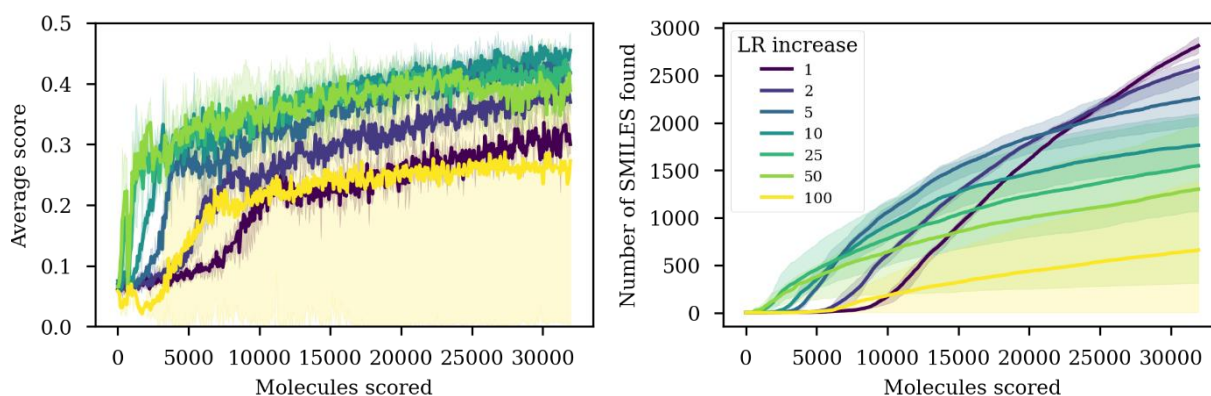 0.5
0.4
0.3
0.2
0.1
0.0
Average score
0 5000 10000 15000 20000 25000 30000
Molecules scored
3000
2500
2000
1500
1000
500
0
Number of SMILES found
LR increase
1
2
5
10
25
50
100
0 5000 10000 15000 20000 25000 30000
Molecules scored